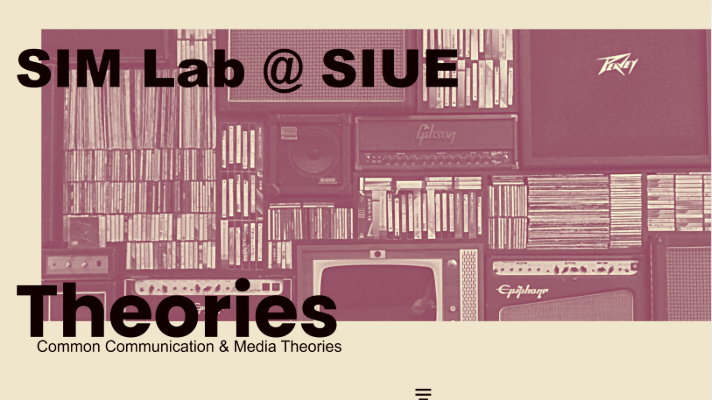 SIM Lab @ SIUE
PEAVEY
Gibson
Epiphone
Theories
Common Communication & Media Theories